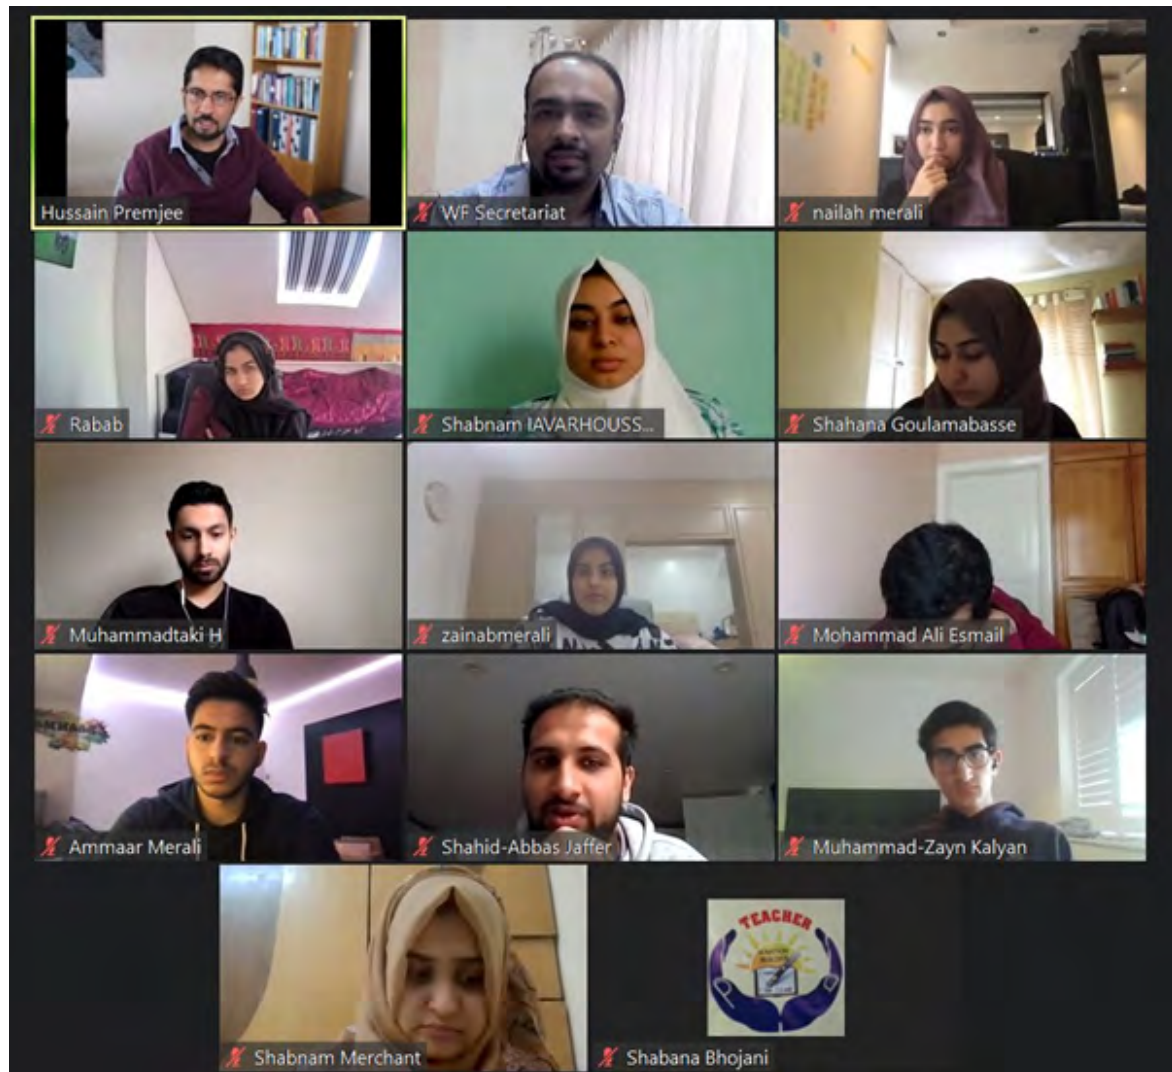 Hussain Premjee
WF Secretariat
nailah merali
Rabab
Shabnam IAVARHOUSS...
Shahana Goulamabasse
Muhammadtaki H
zainabmerali
Mohammad Ali Esmail
Ammaar Merali
Shahid-Abbas Jaffer
Muhammad-Zayn Kalyan
TEACHER
Shabnam Merchant
Shabana Bhojani